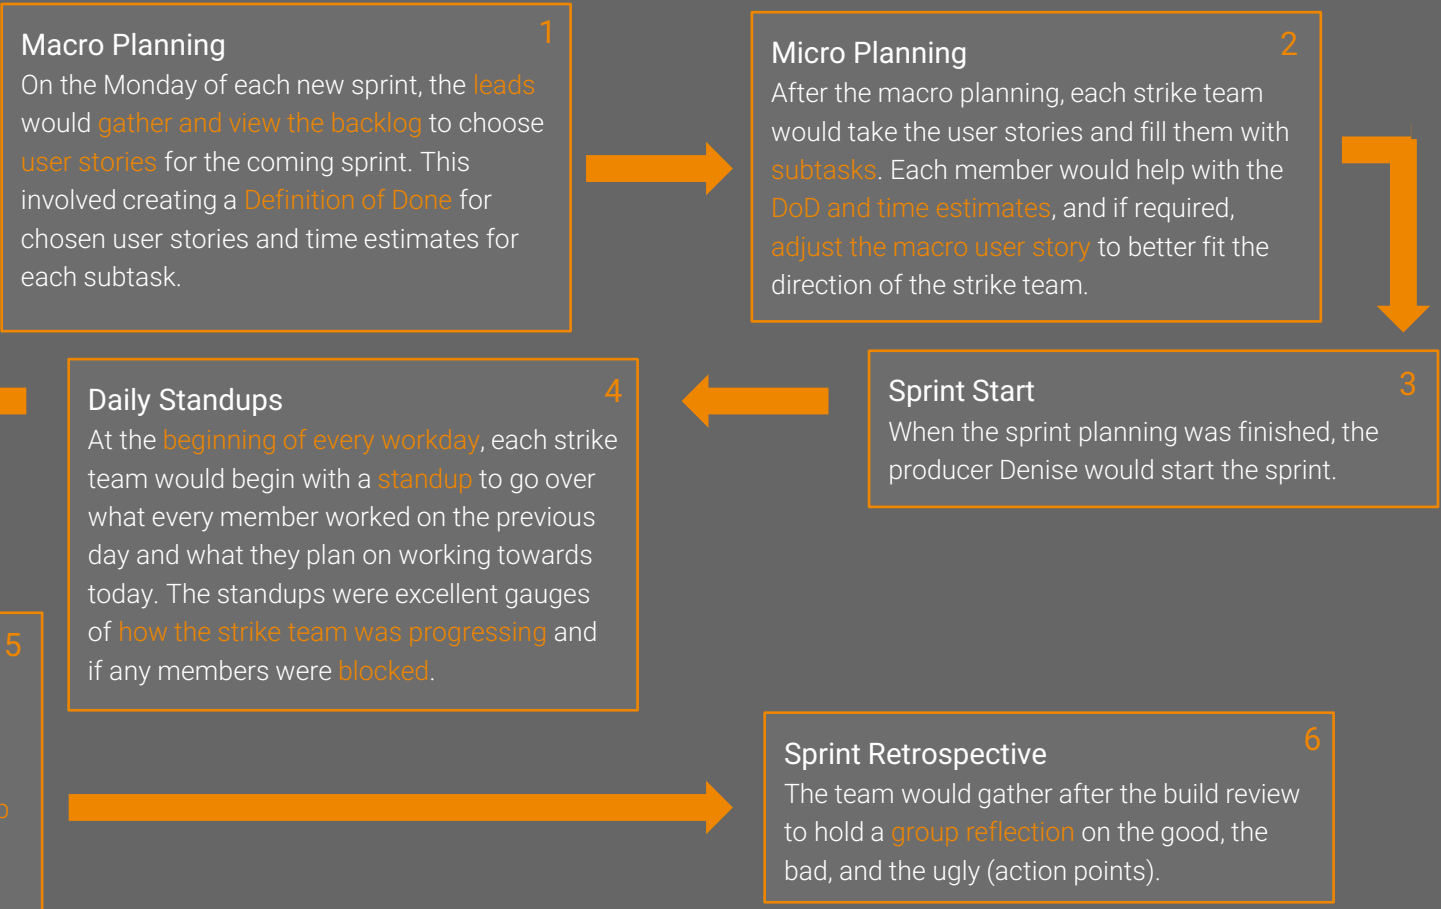 1
Macro Planning
On the Monday of each new sprint, the leads
would gather and view the backlog to choose
user stories for the coming sprint. This
involved creating a Definition of Done for
chosen user stories and time estimates for
each subtask.
2
Micro Planning
After the macro planning, each strike team
would take the user stories and fill them with
subtasks. Each member would help with the
DoD and time estimates, and if required,
adjust the macro user story to better fit the
direction of the strike team.
3
Sprint Start
When the sprint planning was finished, the
producer Denise would start the sprint.
4
Daily Standups
At the beginning of every workday, each strike
team would begin with a standup to go over
what every member worked on the previous
day and what they plan on working towards
today. The standups were excellent gauges
of how the strike team was progressing and
if any members were blocked.
5
6
Sprint Retrospective
The team would gather after the build review
to hold a group reflection on the good, the
bad, and the ugly (action points).